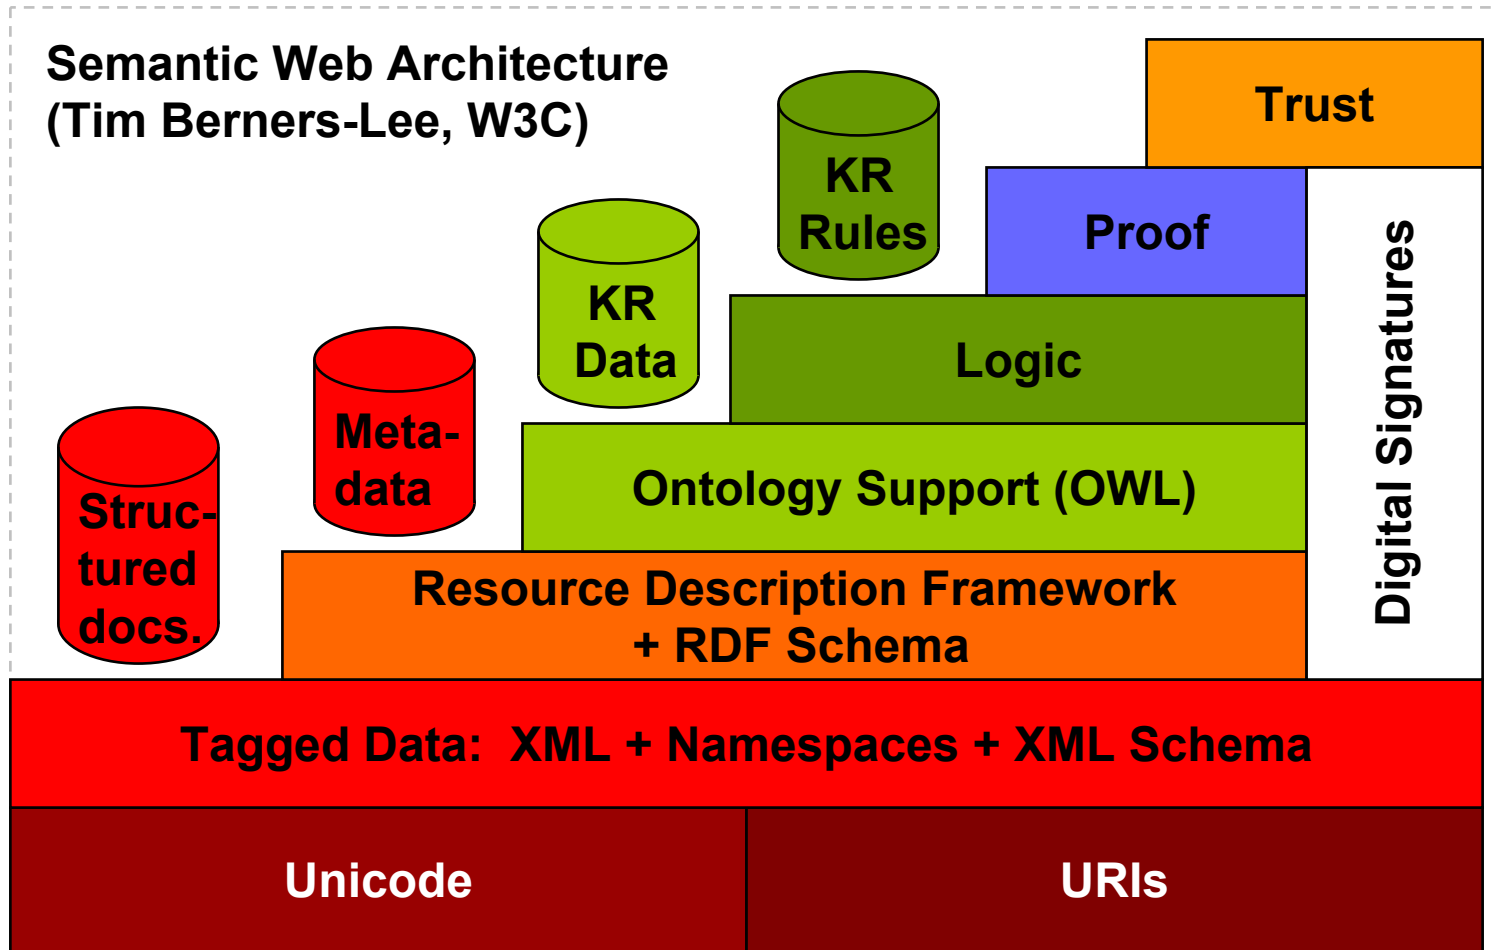 Semantic Web Architecture
(Tim Berners-Lee, W3C)
Trust
KR
Rules
Proof
KR
Data
Logic
Digital Signatures
Meta-
data
Ontology Support (OWL)
Struc-
tured
docs.
Resource Description Framework
+ RDF Schema
Tagged Data:  XML + Namespaces + XML Schema
Unicode
URIs